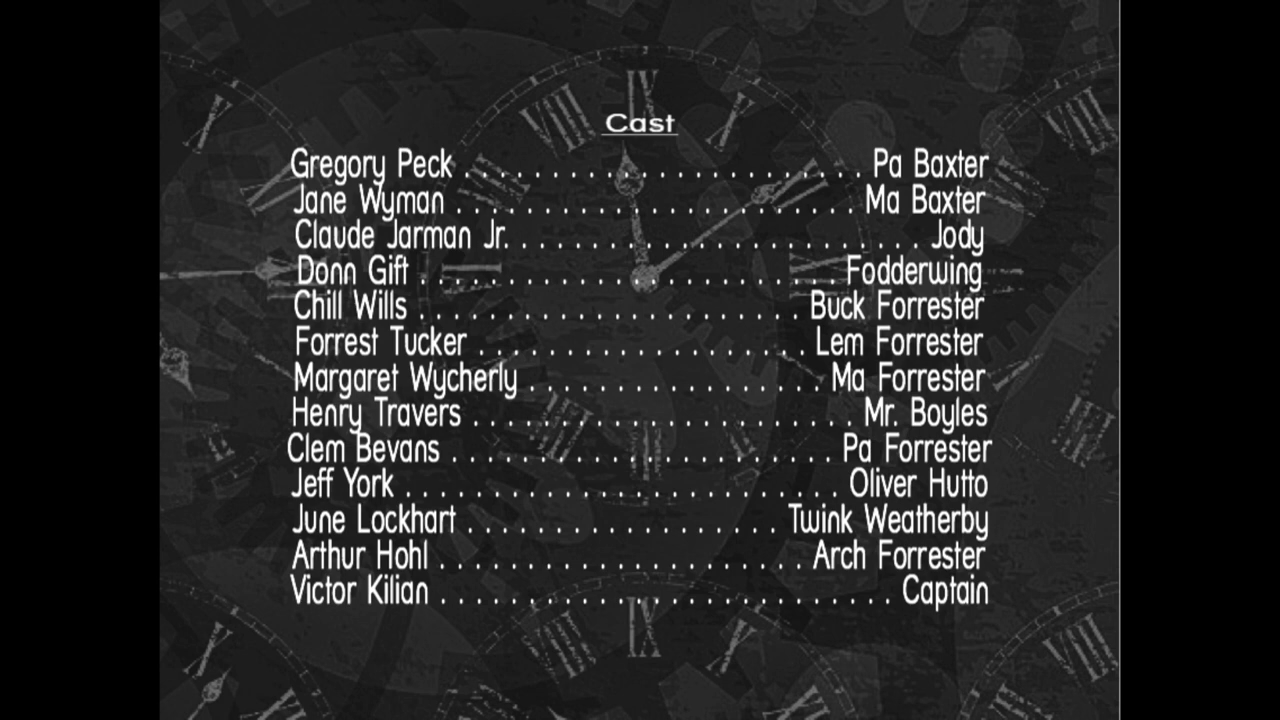 Cast
Gregory Peck . . . . . . . . . . . . . . . . . . . . . . . Pa Baxter
Jane Wyman . . . . . . . . . . . . . . . . . . . . . . . Ma Baxter
Claude Jarman Jr. . . . . . . . . . . . . . . . . . . . . . . . Jody
Donn Gift . . . . . . . . . . . . . . . . . . . . . . . . Fodderwing
Chill Wills . . . . . . . . . . . . . . . . . . . . . . Buck Forrester
Forrest Tucker . . . . . . . . . . . . . . . . . . . Lem Forrester
Margaret Wycherly . . . . . . . . . . . . . . . . . Ma Forrester
Henry Travers . . . . . . . . . . . . . . . . . . . . . . Mr. Boyles
Clem Bevans . . . . . . . . . . . . . . . . . . . . . . Pa Forrester
Jeff York . . . . . . . . . . . . . . . . . . . . . . . . . Oliver Hutto
June Lockhart . . . . . . . . . . . . . . . . . . Twink Weatherby
Arthur Hohl . . . . . . . . . . . . . . . . . . . . . Arch Forrester
Victor Kilian . . . . . . . . . . . . . . . . . . . . . . . . . . Captain